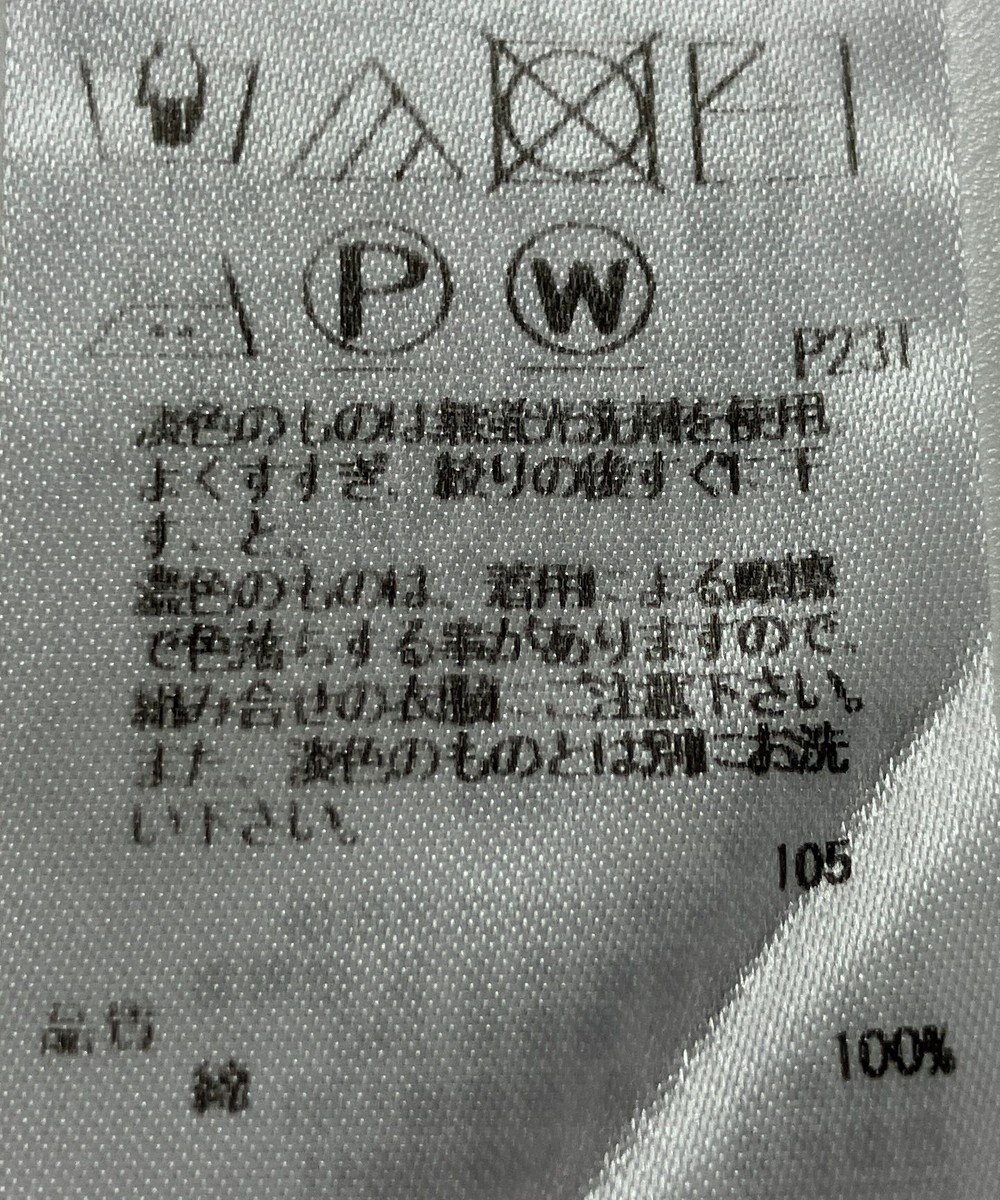 P W
P231
淡色のものは無蛍光洗剤を使用
よくすすぎ、絞りの後すぐに干
すこと。
濃色のものは、着用による摩擦
で色落ちする事がありますので、
組み合せの衣服にご注意下さい。
また、淡色のものとは別にお洗
い下さい。
105
綿 100%